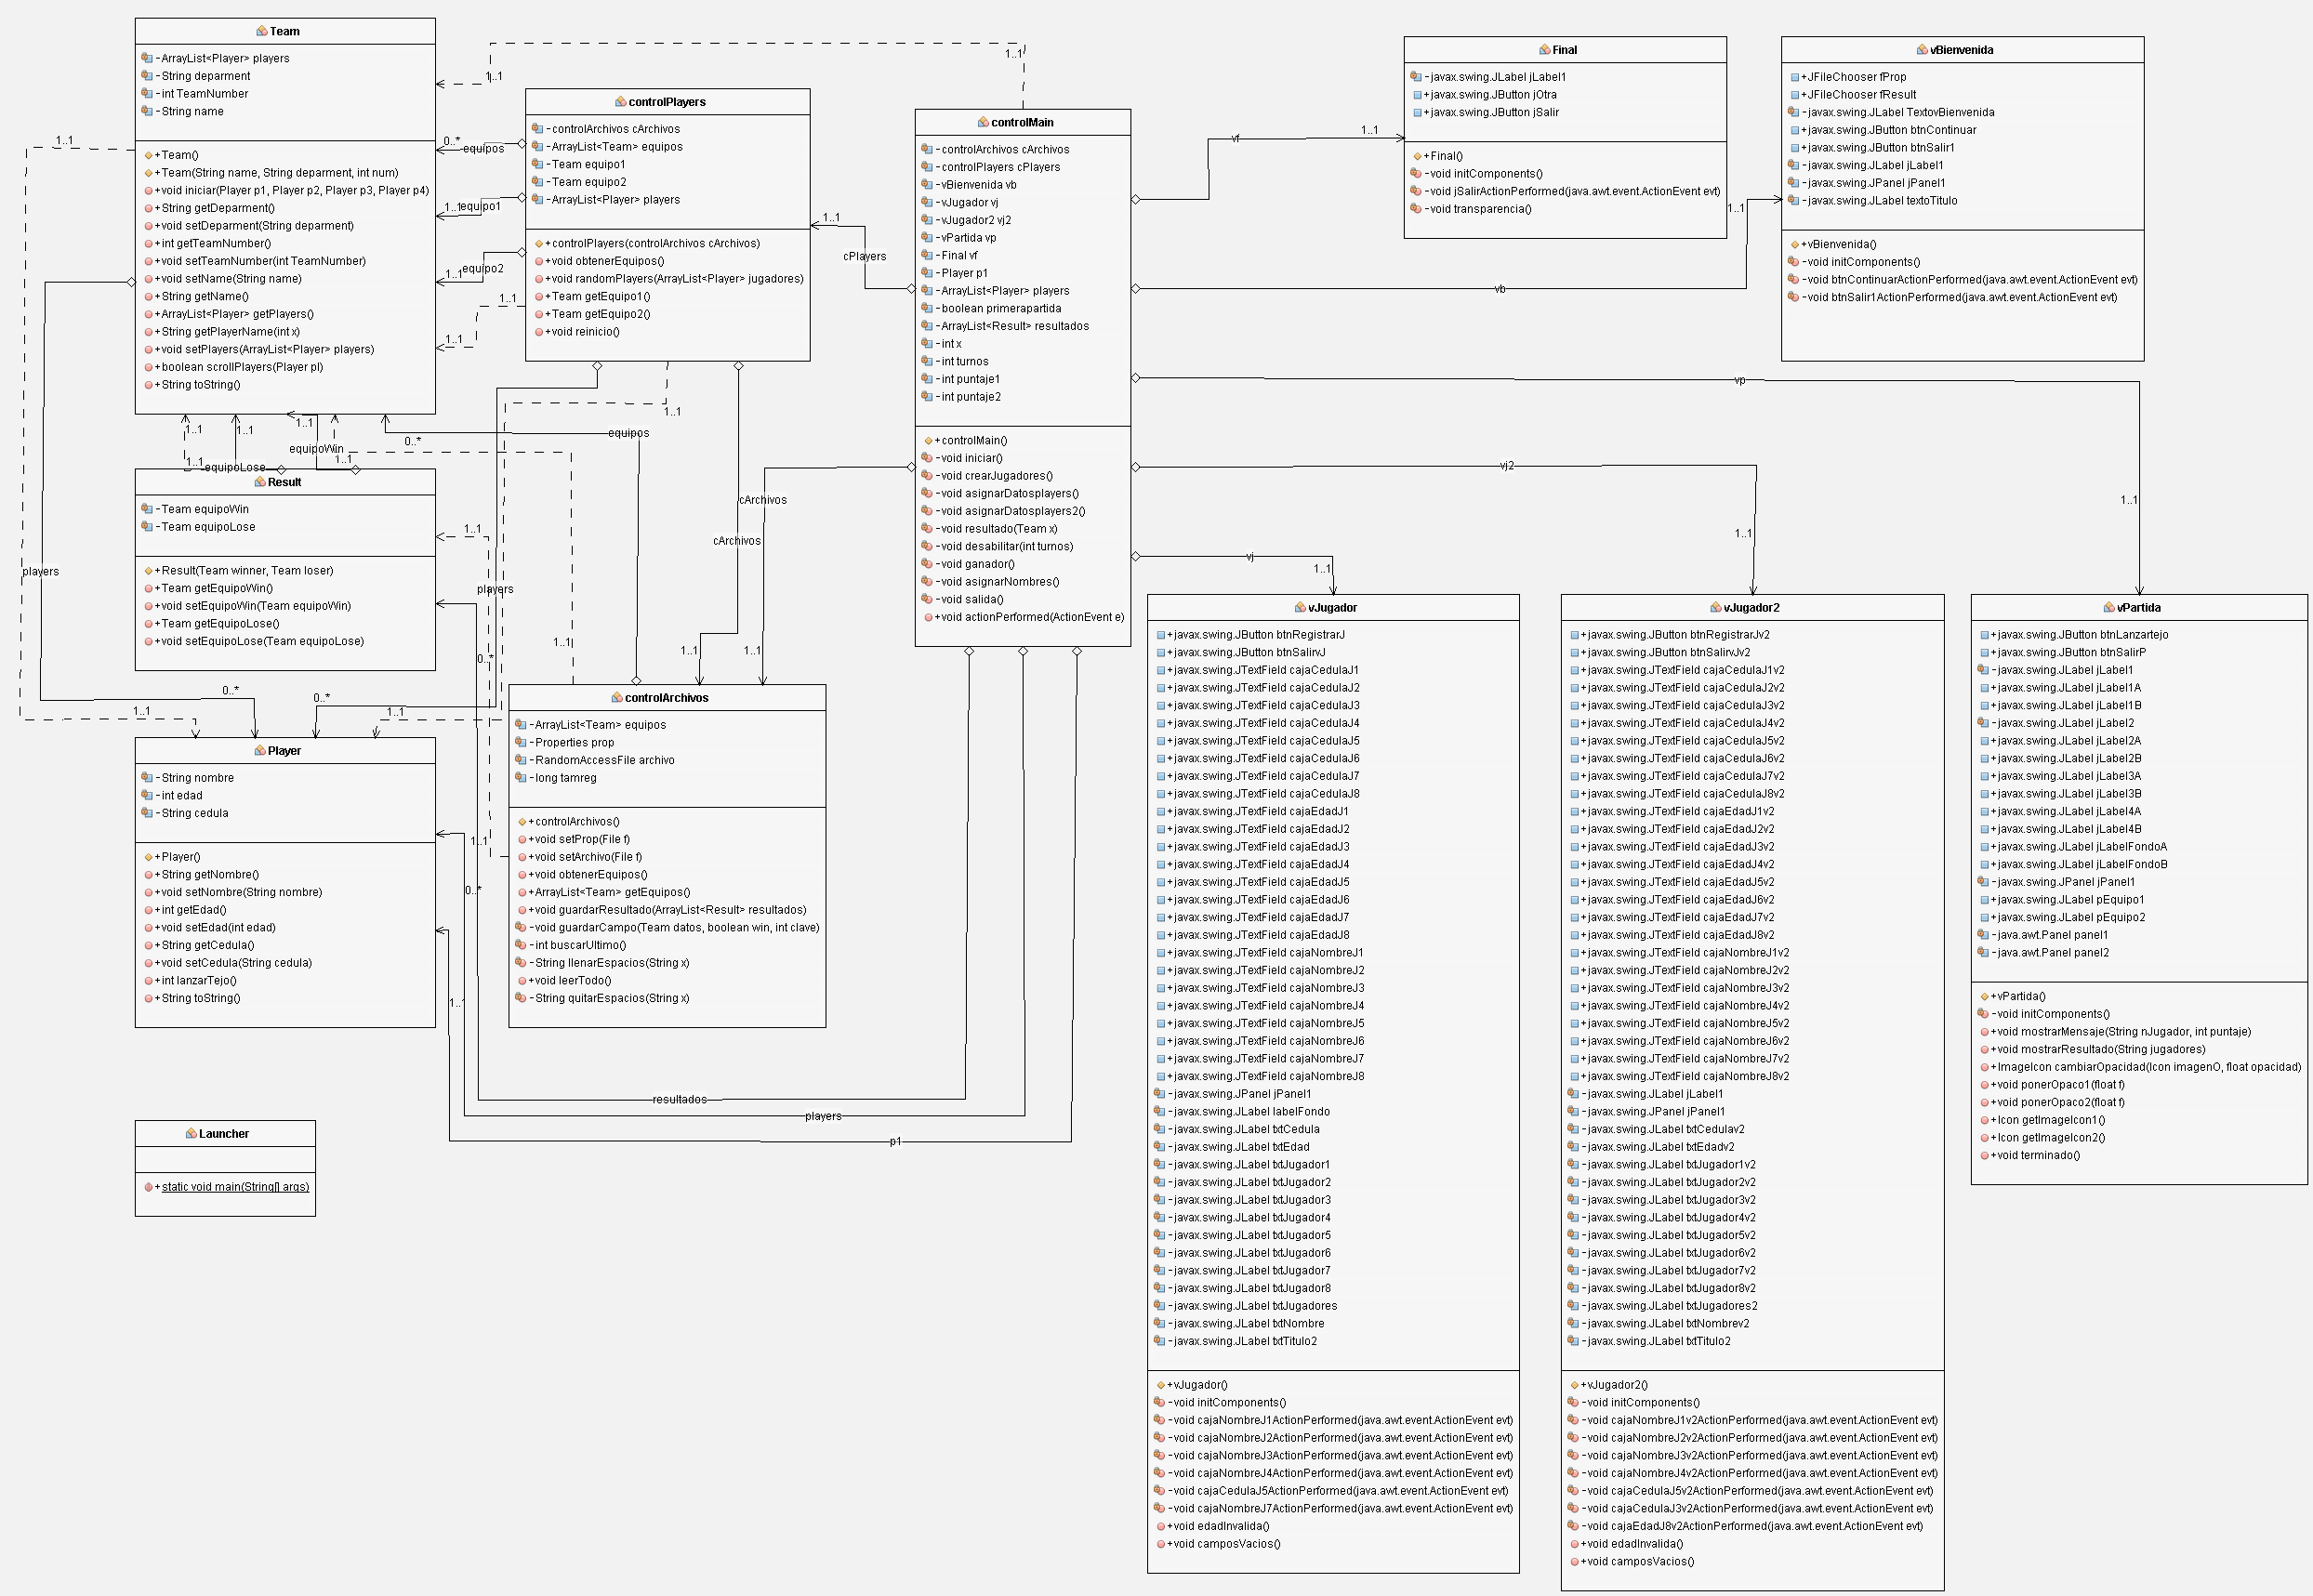 Team
-ArrayList<Player> players
-String deparment
-int TeamNumber
-String name
+Team()
+Team(String name, String deparment, int num)
+void iniciar(Player p1, Player p2, Player p3, Player p4)
+String getDeparment()
+void setDeparment(String deparment)
+int getTeamNumber()
+void setTeamNumber(int TeamNumber)
+void setName(String name)
+String getName()
+ArrayList<Player> getPlayers()
+String getPlayerName(int x)
+void setPlayers(ArrayList<Player> players)
+boolean scrollPlayers(Player pl)
+String toString()
1..1
1..1
1..1
0..*
equipos
1..1
equipo1
1..1
equipo2
1..1
1..1
controlPlayers
-controlArchivos cArchivos
-ArrayList<Team> equipos
-Team equipo1
-Team equipo2
-ArrayList<Player> players
+controlPlayers(controlArchivos cArchivos)
+void obtenerEquipos()
+void randomPlayers(ArrayList<Player> jugadores)
+Team getEquipo1()
+Team getEquipo2()
+void reinicio()
1..1
cPlayers
controlMain
-controlArchivos cArchivos
-controlPlayers cPlayers
-vBienvenida vb
-vJugador vj
-vJugador2 vj2
-vPartida vp
-Final vf
-Player p1
-ArrayList<Player> players
-boolean primerapartida
-ArrayList<Result> resultados
-int x
-int turnos
-int puntaje1
-int puntaje2
+controlMain()
-void iniciar()
-void crearJugadores()
-void asignarDatosplayers()
-void asignarDatosplayers2()
-void resultado(Team x)
-void desabilitar(int turnos)
-void ganador()
-void asignarNombres()
-void salida()
+void actionPerformed(ActionEvent e)
vf
1..1
Final
-javax.swing.JLabel jLabel1
+javax.swing.JButton jOtra
+javax.swing.JButton jSalir
+Final()
-void initComponents()
-void jSalirActionPerformed(java.awt.event.ActionEvent evt)
-void transparencia()
1..1
vb
vBienvenida
+JFileChooser fProp
+JFileChooser fResult
-javax.swing.JLabel TextovBienvenida
+javax.swing.JButton btnContinuar
+javax.swing.JButton btnSalir1
-javax.swing.JLabel jLabel1
-javax.swing.JPanel jPanel1
-javax.swing.JLabel textoTitulo
+vBienvenida()
-void initComponents()
-void btnContinuarActionPerformed(java.awt.event.ActionEvent evt)
-void btnSalir1ActionPerformed(java.awt.event.ActionEvent evt)
vp
1..1
vj2
1..1
vj
1..1
1..1
1..1
1..1
1..1
equipoWin
1..1
1..1
equipoLose
0..*
equipos
1..1
cArchivos
cArchivos
1..1
1..1
1..1
Result
-Team equipoWin
-Team equipoLose
+Result(Team winner, Team loser)
+Team getEquipoWin()
+void setEquipoWin(Team equipoWin)
+Team getEquipoLose()
+void setEquipoLose(Team equipoLose)
1..1
players
players
0..*
0..*
0..*
1..1
1..1
Player
-String nombre
-int edad
-String cedula
+Player()
+String getNombre()
+void setNombre(String nombre)
+int getEdad()
+void setEdad(int edad)
+String getCedula()
+void setCedula(String cedula)
+int lanzarTejo()
+String toString()
1..1
0..*
1..1
controlArchivos
-ArrayList<Team> equipos
-Properties prop
-RandomAccessFile archivo
-long tamreg
+controlArchivos()
+void setProp(File f)
+void setArchivo(File f)
+void obtenerEquipos()
+ArrayList<Team> getEquipos()
+void guardarResultado(ArrayList<Result> resultados)
-void guardarCampo(Team datos, boolean win, int clave)
-int buscarUltimo()
-String llenarEspacios(String x)
+void leerTodo()
-String quitarEspacios(String x)
resultados
players
p1
Launcher
+static void main(String[] args)
vJugador
+javax.swing.JButton btnRegistrarJ
+javax.swing.JButton btnSalirvJ
+javax.swing.JTextField cajaCedulaJ1
+javax.swing.JTextField cajaCedulaJ2
+javax.swing.JTextField cajaCedulaJ3
+javax.swing.JTextField cajaCedulaJ4
+javax.swing.JTextField cajaCedulaJ5
+javax.swing.JTextField cajaCedulaJ6
+javax.swing.JTextField cajaCedulaJ7
+javax.swing.JTextField cajaCedulaJ8
+javax.swing.JTextField cajaEdadJ1
+javax.swing.JTextField cajaEdadJ2
+javax.swing.JTextField cajaEdadJ3
+javax.swing.JTextField cajaEdadJ4
+javax.swing.JTextField cajaEdadJ5
+javax.swing.JTextField cajaEdadJ6
+javax.swing.JTextField cajaEdadJ7
+javax.swing.JTextField cajaEdadJ8
+javax.swing.JTextField cajaNombreJ1
+javax.swing.JTextField cajaNombreJ2
+javax.swing.JTextField cajaNombreJ3
+javax.swing.JTextField cajaNombreJ4
+javax.swing.JTextField cajaNombreJ5
+javax.swing.JTextField cajaNombreJ6
+javax.swing.JTextField cajaNombreJ7
+javax.swing.JTextField cajaNombreJ8
-javax.swing.JPanel jPanel1
-javax.swing.JLabel labelFondo
-javax.swing.JLabel txtCedula
-javax.swing.JLabel txtEdad
-javax.swing.JLabel txtJugador1
-javax.swing.JLabel txtJugador2
-javax.swing.JLabel txtJugador3
-javax.swing.JLabel txtJugador4
-javax.swing.JLabel txtJugador5
-javax.swing.JLabel txtJugador6
-javax.swing.JLabel txtJugador7
-javax.swing.JLabel txtJugador8
-javax.swing.JLabel txtJugadores
-javax.swing.JLabel txtNombre
-javax.swing.JLabel txtTitulo2
+vJugador()
-void initComponents()
-void cajaNombreJ1ActionPerformed(java.awt.event.ActionEvent evt)
-void cajaNombreJ2ActionPerformed(java.awt.event.ActionEvent evt)
-void cajaNombreJ3ActionPerformed(java.awt.event.ActionEvent evt)
-void cajaNombreJ4ActionPerformed(java.awt.event.ActionEvent evt)
-void cajaCedulaJ5ActionPerformed(java.awt.event.ActionEvent evt)
-void cajaNombreJ7ActionPerformed(java.awt.event.ActionEvent evt)
+void edadInvalida()
+void camposVacios()
vJugador2
+javax.swing.JButton btnRegistrarJv2
+javax.swing.JButton btnSalirvJv2
+javax.swing.JTextField cajaCedulaJ1v2
+javax.swing.JTextField cajaCedulaJ2v2
+javax.swing.JTextField cajaCedulaJ3v2
+javax.swing.JTextField cajaCedulaJ4v2
+javax.swing.JTextField cajaCedulaJ5v2
+javax.swing.JTextField cajaCedulaJ6v2
+javax.swing.JTextField cajaCedulaJ7v2
+javax.swing.JTextField cajaCedulaJ8v2
+javax.swing.JTextField cajaEdadJ1v2
+javax.swing.JTextField cajaEdadJ2v2
+javax.swing.JTextField cajaEdadJ3v2
+javax.swing.JTextField cajaEdadJ4v2
+javax.swing.JTextField cajaEdadJ5v2
+javax.swing.JTextField cajaEdadJ6v2
+javax.swing.JTextField cajaEdadJ7v2
+javax.swing.JTextField cajaEdadJ8v2
+javax.swing.JTextField cajaNombreJ1v2
+javax.swing.JTextField cajaNombreJ2v2
+javax.swing.JTextField cajaNombreJ3v2
+javax.swing.JTextField cajaNombreJ4v2
+javax.swing.JTextField cajaNombreJ5v2
+javax.swing.JTextField cajaNombreJ6v2
+javax.swing.JTextField cajaNombreJ7v2
+javax.swing.JTextField cajaNombreJ8v2
-javax.swing.JLabel jLabel1
-javax.swing.JPanel jPanel1
-javax.swing.JLabel txtCedulav2
-javax.swing.JLabel txtEdadv2
-javax.swing.JLabel txtJugador1v2
-javax.swing.JLabel txtJugador2v2
-javax.swing.JLabel txtJugador3v2
-javax.swing.JLabel txtJugador4v2
-javax.swing.JLabel txtJugador5v2
-javax.swing.JLabel txtJugador6v2
-javax.swing.JLabel txtJugador7v2
-javax.swing.JLabel txtJugador8v2
-javax.swing.JLabel txtJugadores2
-javax.swing.JLabel txtNombrev2
-javax.swing.JLabel txtTitulo2
+vJugador2()
-void initComponents()
-void cajaNombreJ1v2ActionPerformed(java.awt.event.ActionEvent evt)
-void cajaNombreJ2v2ActionPerformed(java.awt.event.ActionEvent evt)
-void cajaNombreJ3v2ActionPerformed(java.awt.event.ActionEvent evt)
-void cajaNombreJ4v2ActionPerformed(java.awt.event.ActionEvent evt)
-void cajaCedulaJ5v2ActionPerformed(java.awt.event.ActionEvent evt)
-void cajaCedulaJ3v2ActionPerformed(java.awt.event.ActionEvent evt)
-void cajaEdadJ8v2ActionPerformed(java.awt.event.ActionEvent evt)
+void edadInvalida()
+void camposVacios()
vPartida
+javax.swing.JButton btnLanzartejo
+javax.swing.JButton btnSalirP
-javax.swing.JLabel jLabel1
+javax.swing.JLabel jLabel1A
+javax.swing.JLabel jLabel1B
-javax.swing.JLabel jLabel2
+javax.swing.JLabel jLabel2A
+javax.swing.JLabel jLabel2B
+javax.swing.JLabel jLabel3A
+javax.swing.JLabel jLabel3B
+javax.swing.JLabel jLabel4A
+javax.swing.JLabel jLabel4B
+javax.swing.JLabel jLabelFondoA
+javax.swing.JLabel jLabelFondoB
-javax.swing.JPanel jPanel1
+javax.swing.JLabel pEquipo1
+javax.swing.JLabel pEquipo2
-java.awt.Panel panel1
-java.awt.Panel panel2
+vPartida()
-void initComponents()
+void mostrarMensaje(String nJugador, int puntaje)
+void mostrarResultado(String jugadores)
+ImageIcon cambiarOpacidad(Icon imagenO, float opacidad)
+void ponerOpaco1(float f)
+void ponerOpaco2(float f)
+Icon getImageIcon1()
+Icon getImageIcon2()
+void terminado()